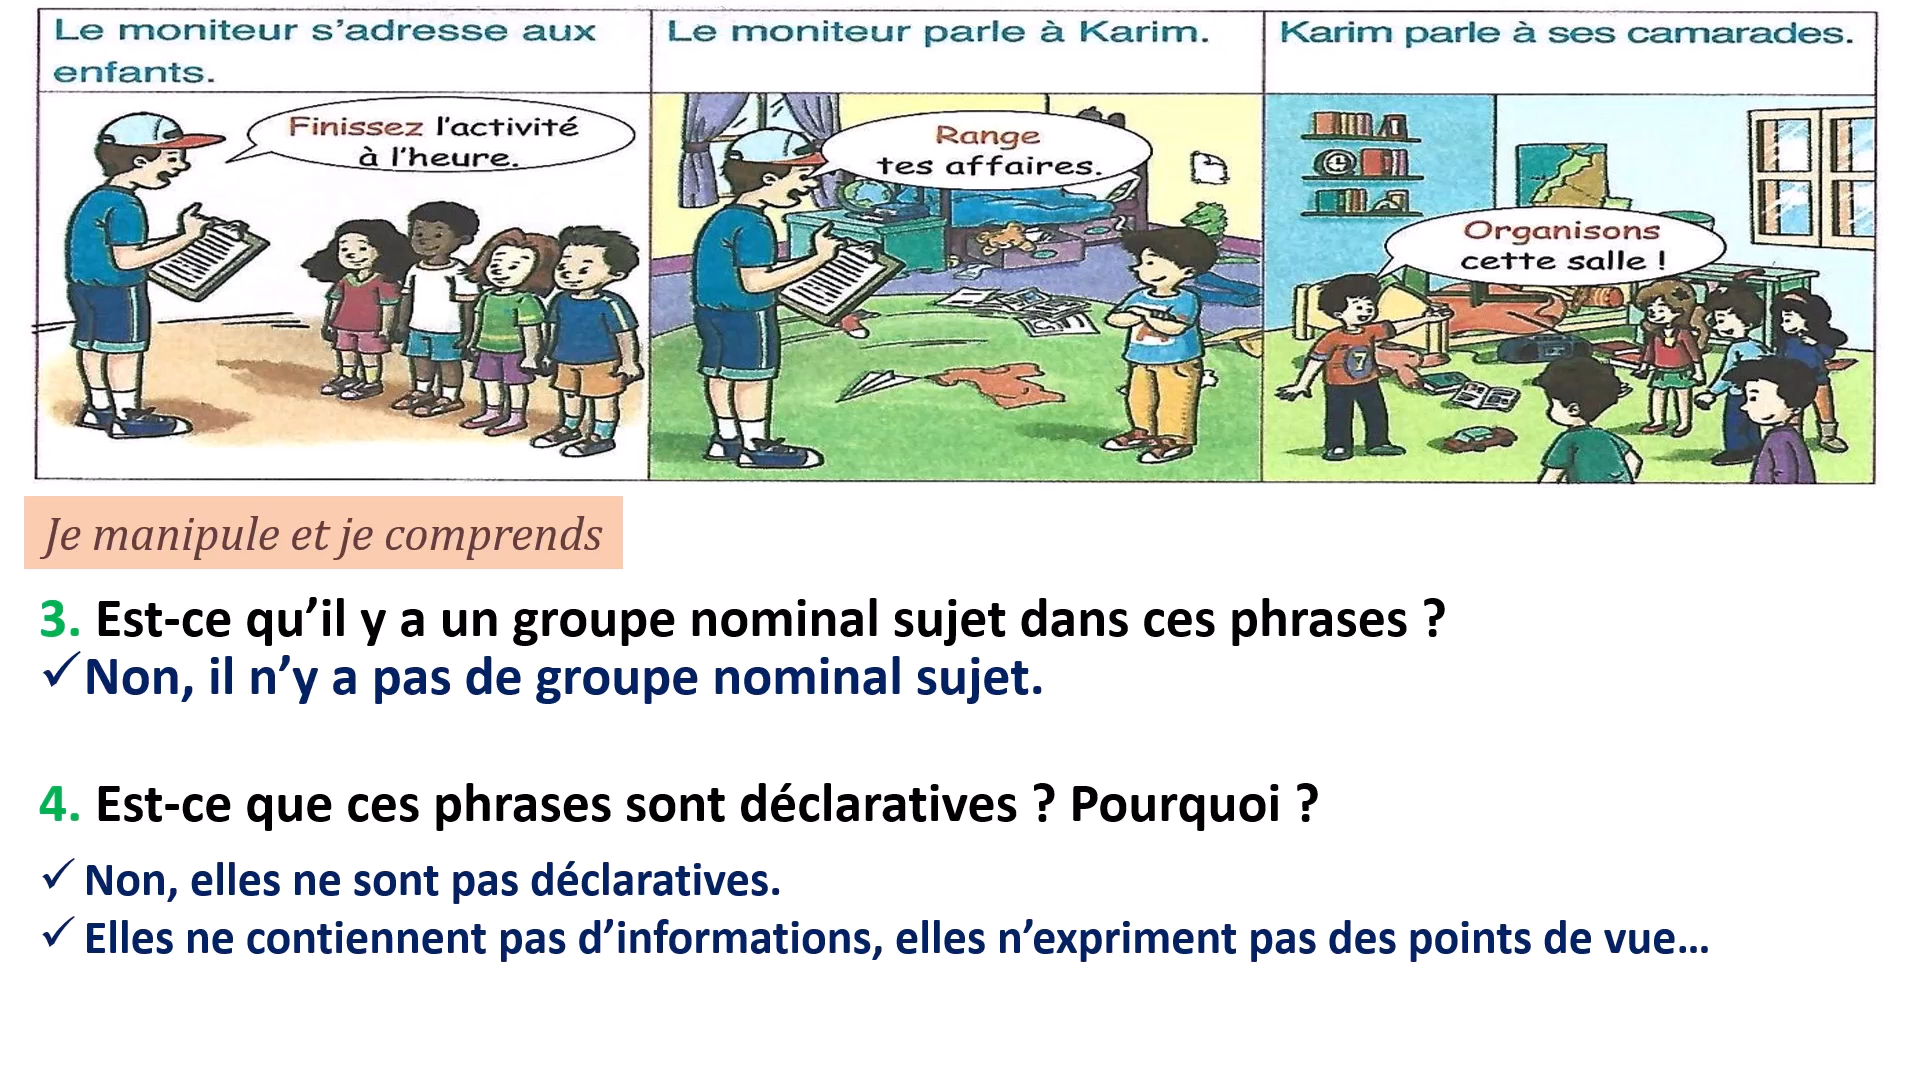 Le moniteur s’adresse aux
enfants.
Le moniteur parle à Karim.
Karim parle à ses camarades.
Finissez l’activité
à l’heure.
Range
tes affaires.
Organisons
cette salle !
7
Je manipule et je comprends
3. Est-ce qu’il y a un groupe nominal sujet dans ces phrases ?
✓Non, il n’y a pas de groupe nominal sujet.
4. Est-ce que ces phrases sont déclaratives ? Pourquoi ?
✓ Non, elles ne sont pas déclaratives.
✓ Elles ne contiennent pas d’informations, elles n’expriment pas des points de vue…